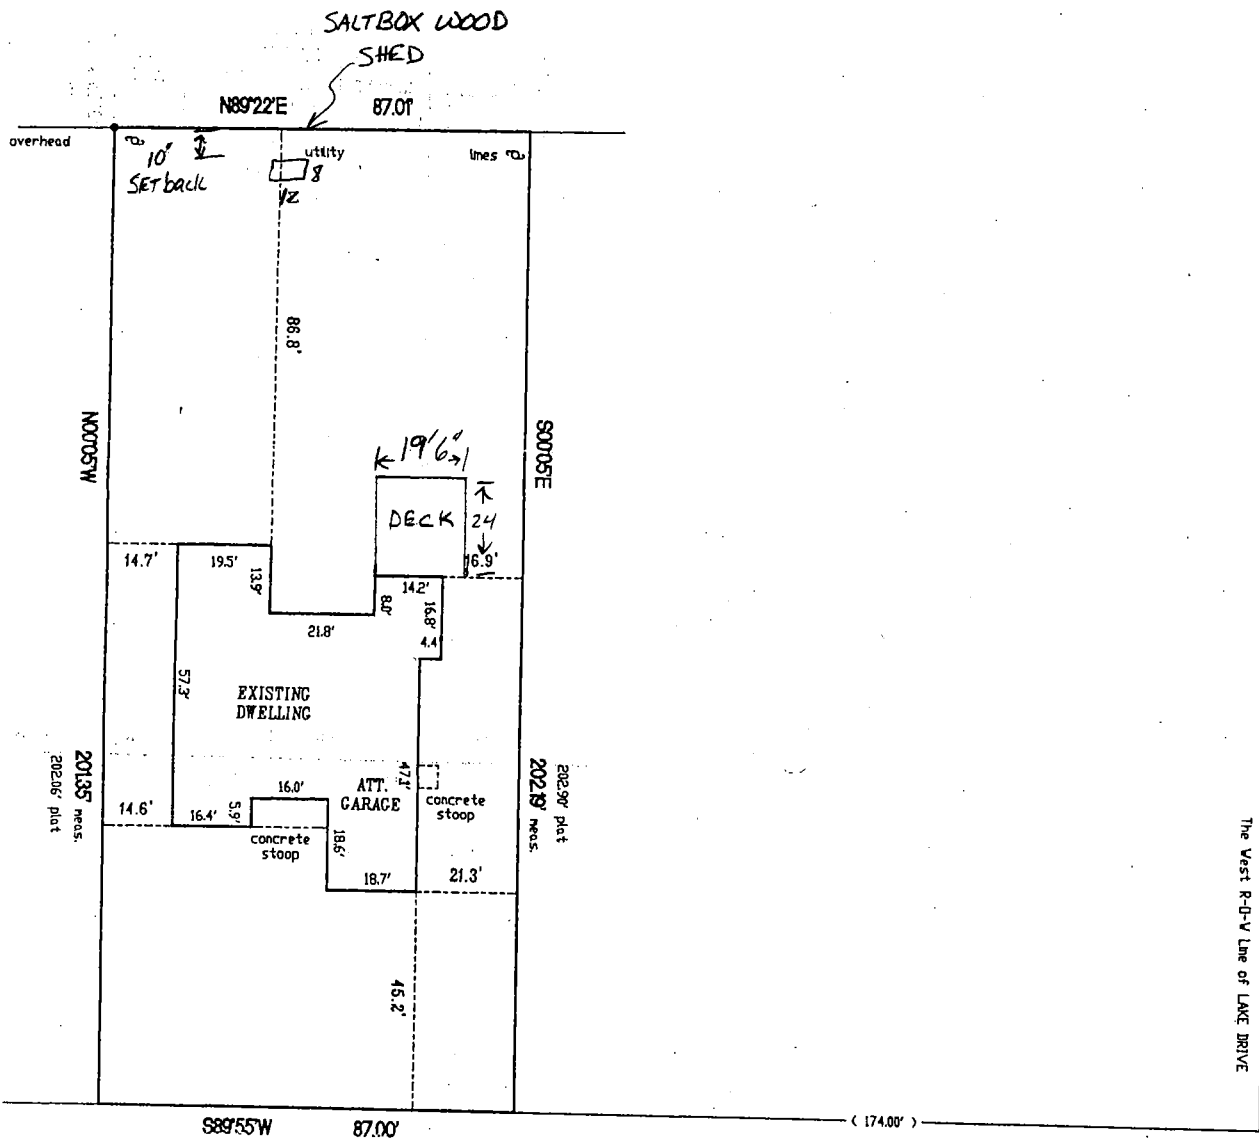 SALTBOX WOOD
SHED
N89°22'E 87.01'
overhead
utility
lines
10"
SETback
8
12
86.8'
19'6"
DECK
24
N00°05'W
S00°05'E
14.7'
19.5'
13.9'
21.8'
8.0'
14.2'
16.9'
16.8'
4.4
57.3'
EXISTING
DWELLING
201.35' meas.
202.06' plat
202.90' plat
202.19' meas.
14.6'
16.4'
5.9'
16.0'
concrete
stoop
18.6'
ATT.
GARAGE
47.1'
concrete
stoop
18.7'
21.3'
45.2'
The West R-O-W Line of LAKE DRIVE
S89°55'W 87.00'
( 174.00' )